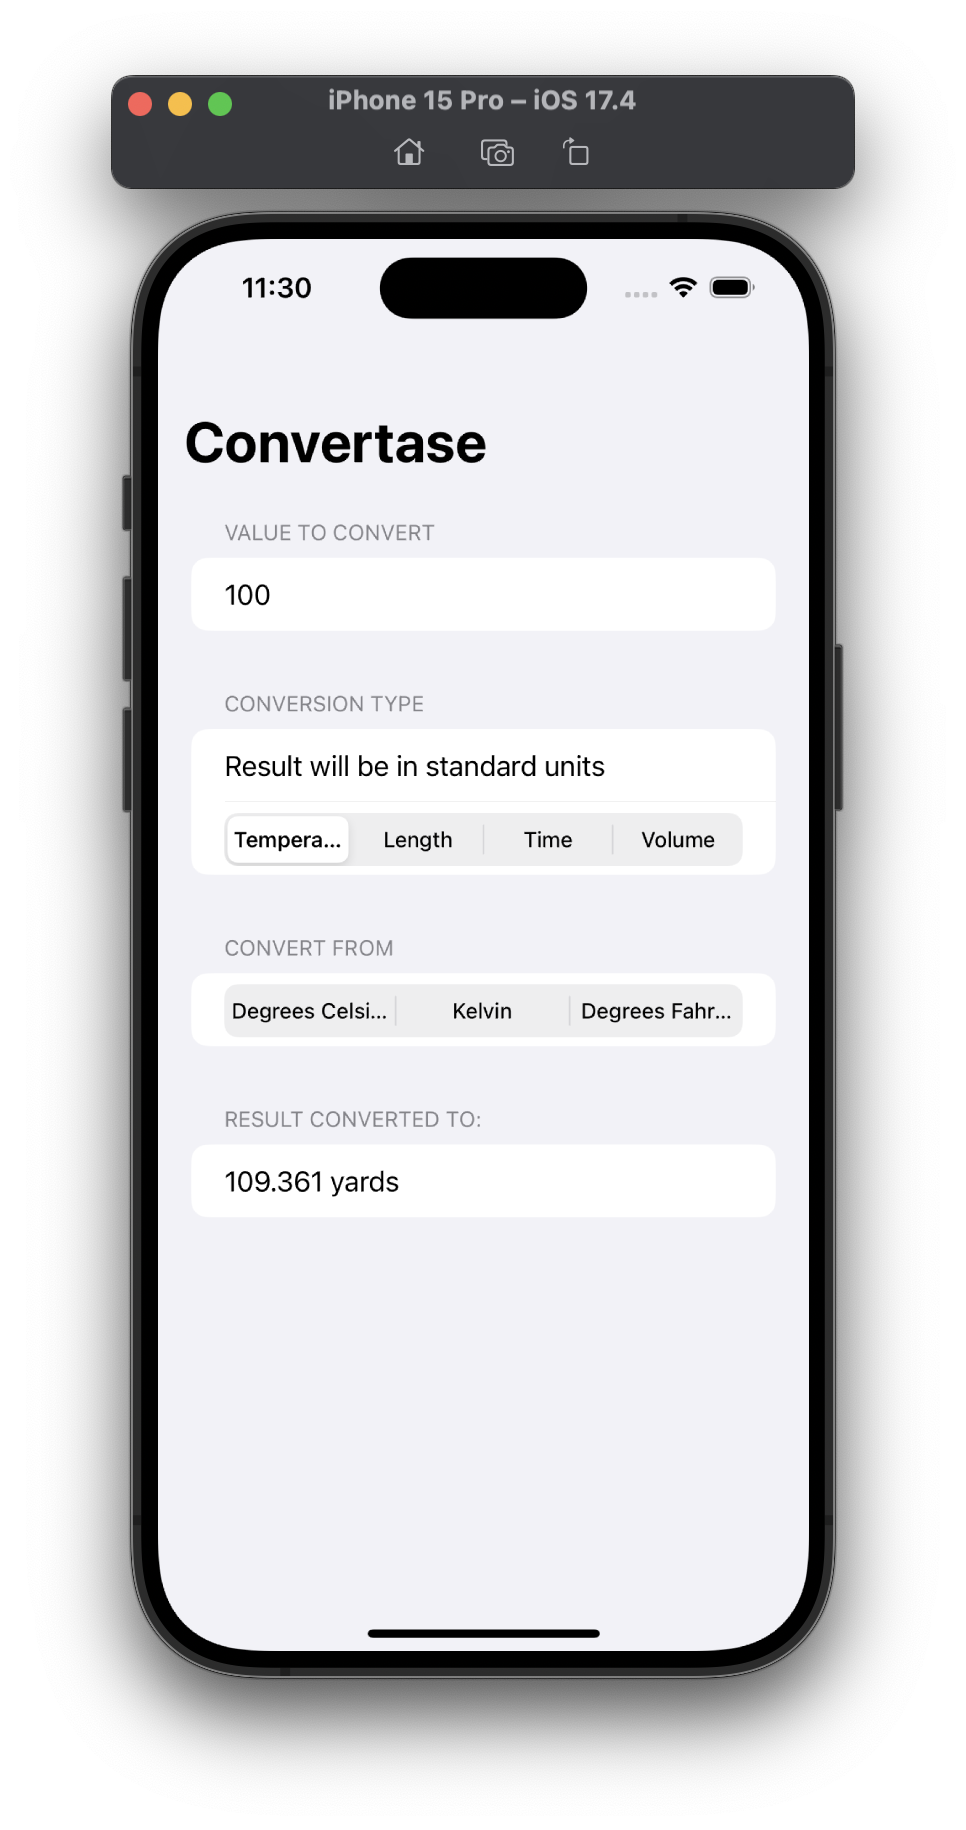 iPhone 15 Pro – iOS 17.4
11:30
Convertase
VALUE TO CONVERT
100
CONVERSION TYPE
Result will be in standard units
Tempera... Length Time Volume
CONVERT FROM
Degrees Celsi... Kelvin Degrees Fahr...
RESULT CONVERTED TO:
109.361 yards